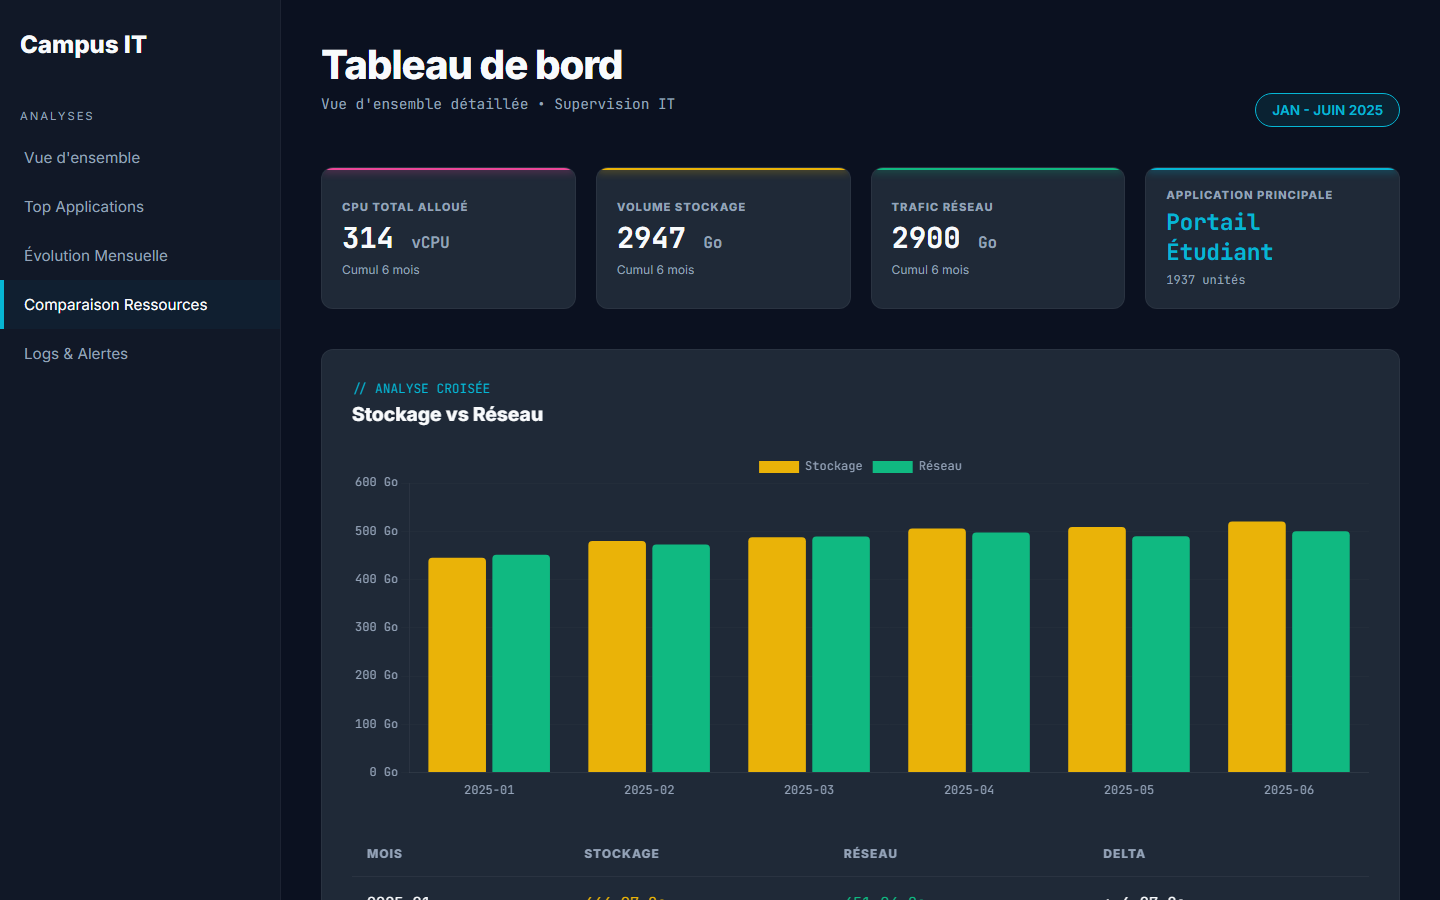 Campus IT
ANALYSES
Vue d'ensemble
Top Applications
Évolution Mensuelle
Comparaison Ressources
Logs & Alertes
Tableau de bord
Vue d'ensemble détaillée • Supervision IT
JAN - JUIN 2025
CPU TOTAL ALLOUÉ
314 vCPU
Cumul 6 mois
VOLUME STOCKAGE
2947 Go
Cumul 6 mois
TRAFIC RÉSEAU
2900 Go
Cumul 6 mois
APPLICATION PRINCIPALE
Portail
Étudiant
1937 unités
// ANALYSE CROISÉE
Stockage vs Réseau
Stockage Réseau
600 Go
500 Go
400 Go
300 Go
200 Go
100 Go
0 Go
2025-01 2025-02 2025-03 2025-04 2025-05 2025-06
MOIS STOCKAGE RÉSEAU DELTA
2025-01